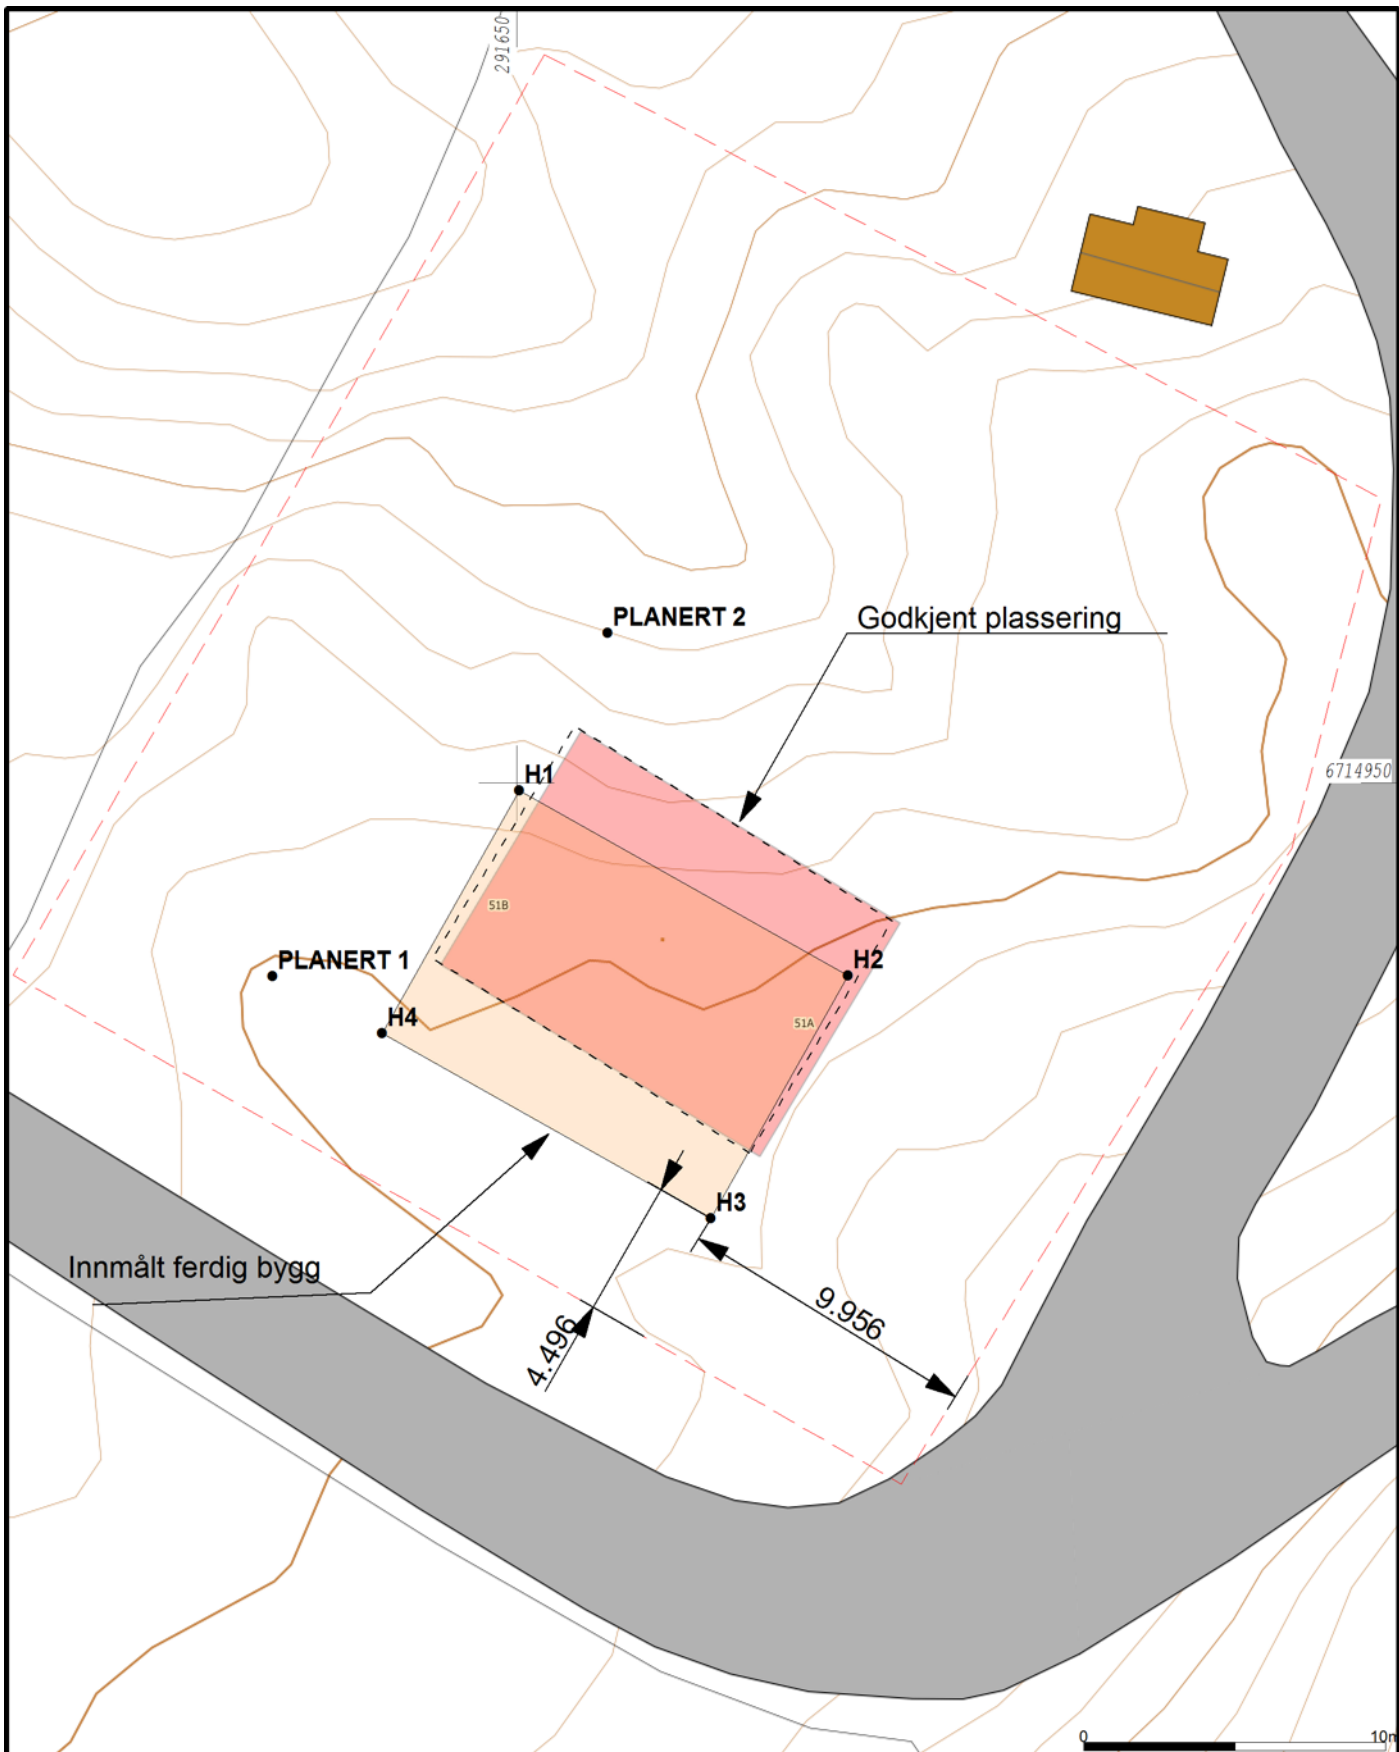 291650
PLANERT 2
Godkjent plassering
H1
6714950
51B
PLANERT 1
H2
H4
51A
H3
Innmålt ferdig bygg
9.956
4.496
0
10m